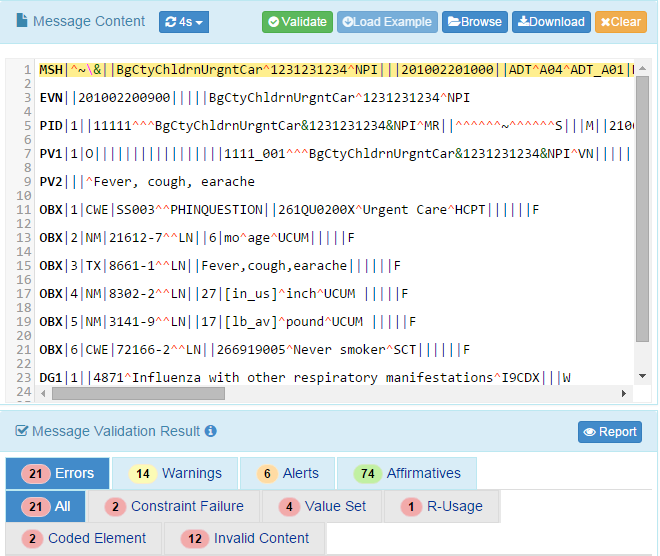 Message Content 4s Validate Load Example Browse Download Clear
1 MSH|^~\&||BgCtyChldrnUrgntCar^1231231234^NPI|||201002201000||ADT^A04^ADT_A01|
2
3 EVN||201002200900|||||BgCtyChldrnUrgntCar^1231231234^NPI
4
5 PID|1||11111^^^BgCtyChldrnUrgntCar&1231231234&NPI^MR||^^^^^^~^^^^^^S|||M||210
6
7 PV1|1|O|||||||||||||||||1111_001^^^BgCtyChldrnUrgntCar&1231231234&NPI^VN|||||
8
9 PV2|||^Fever, cough, earache
10
11 OBX|1|CWE|SS003^^PHINQUESTION||261QU0200X^Urgent Care^HCPT||||||F
12
13 OBX|2|NM|21612-7^^LN||6|mo^age^UCUM|||||F
14
15 OBX|3|TX|8661-1^^LN||Fever,cough,earache||||||F
16
17 OBX|4|NM|8302-2^^LN||27|[in_us]^inch^UCUM |||||F
18
19 OBX|5|NM|3141-9^^LN||17|[lb_av]^pound^UCUM |||||F
20
21 OBX|6|CWE|72166-2^^LN||266919005^Never smoker^SCT||||||F
22
23 DG1|1||4871^Influenza with other respiratory manifestations^I9CDX|||W
24
Message Validation Result Report
21 Errors 14 Warnings 6 Alerts 74 Affirmatives
21 All 2 Constraint Failure 4 Value Set 1 R-Usage
2 Coded Element 12 Invalid Content